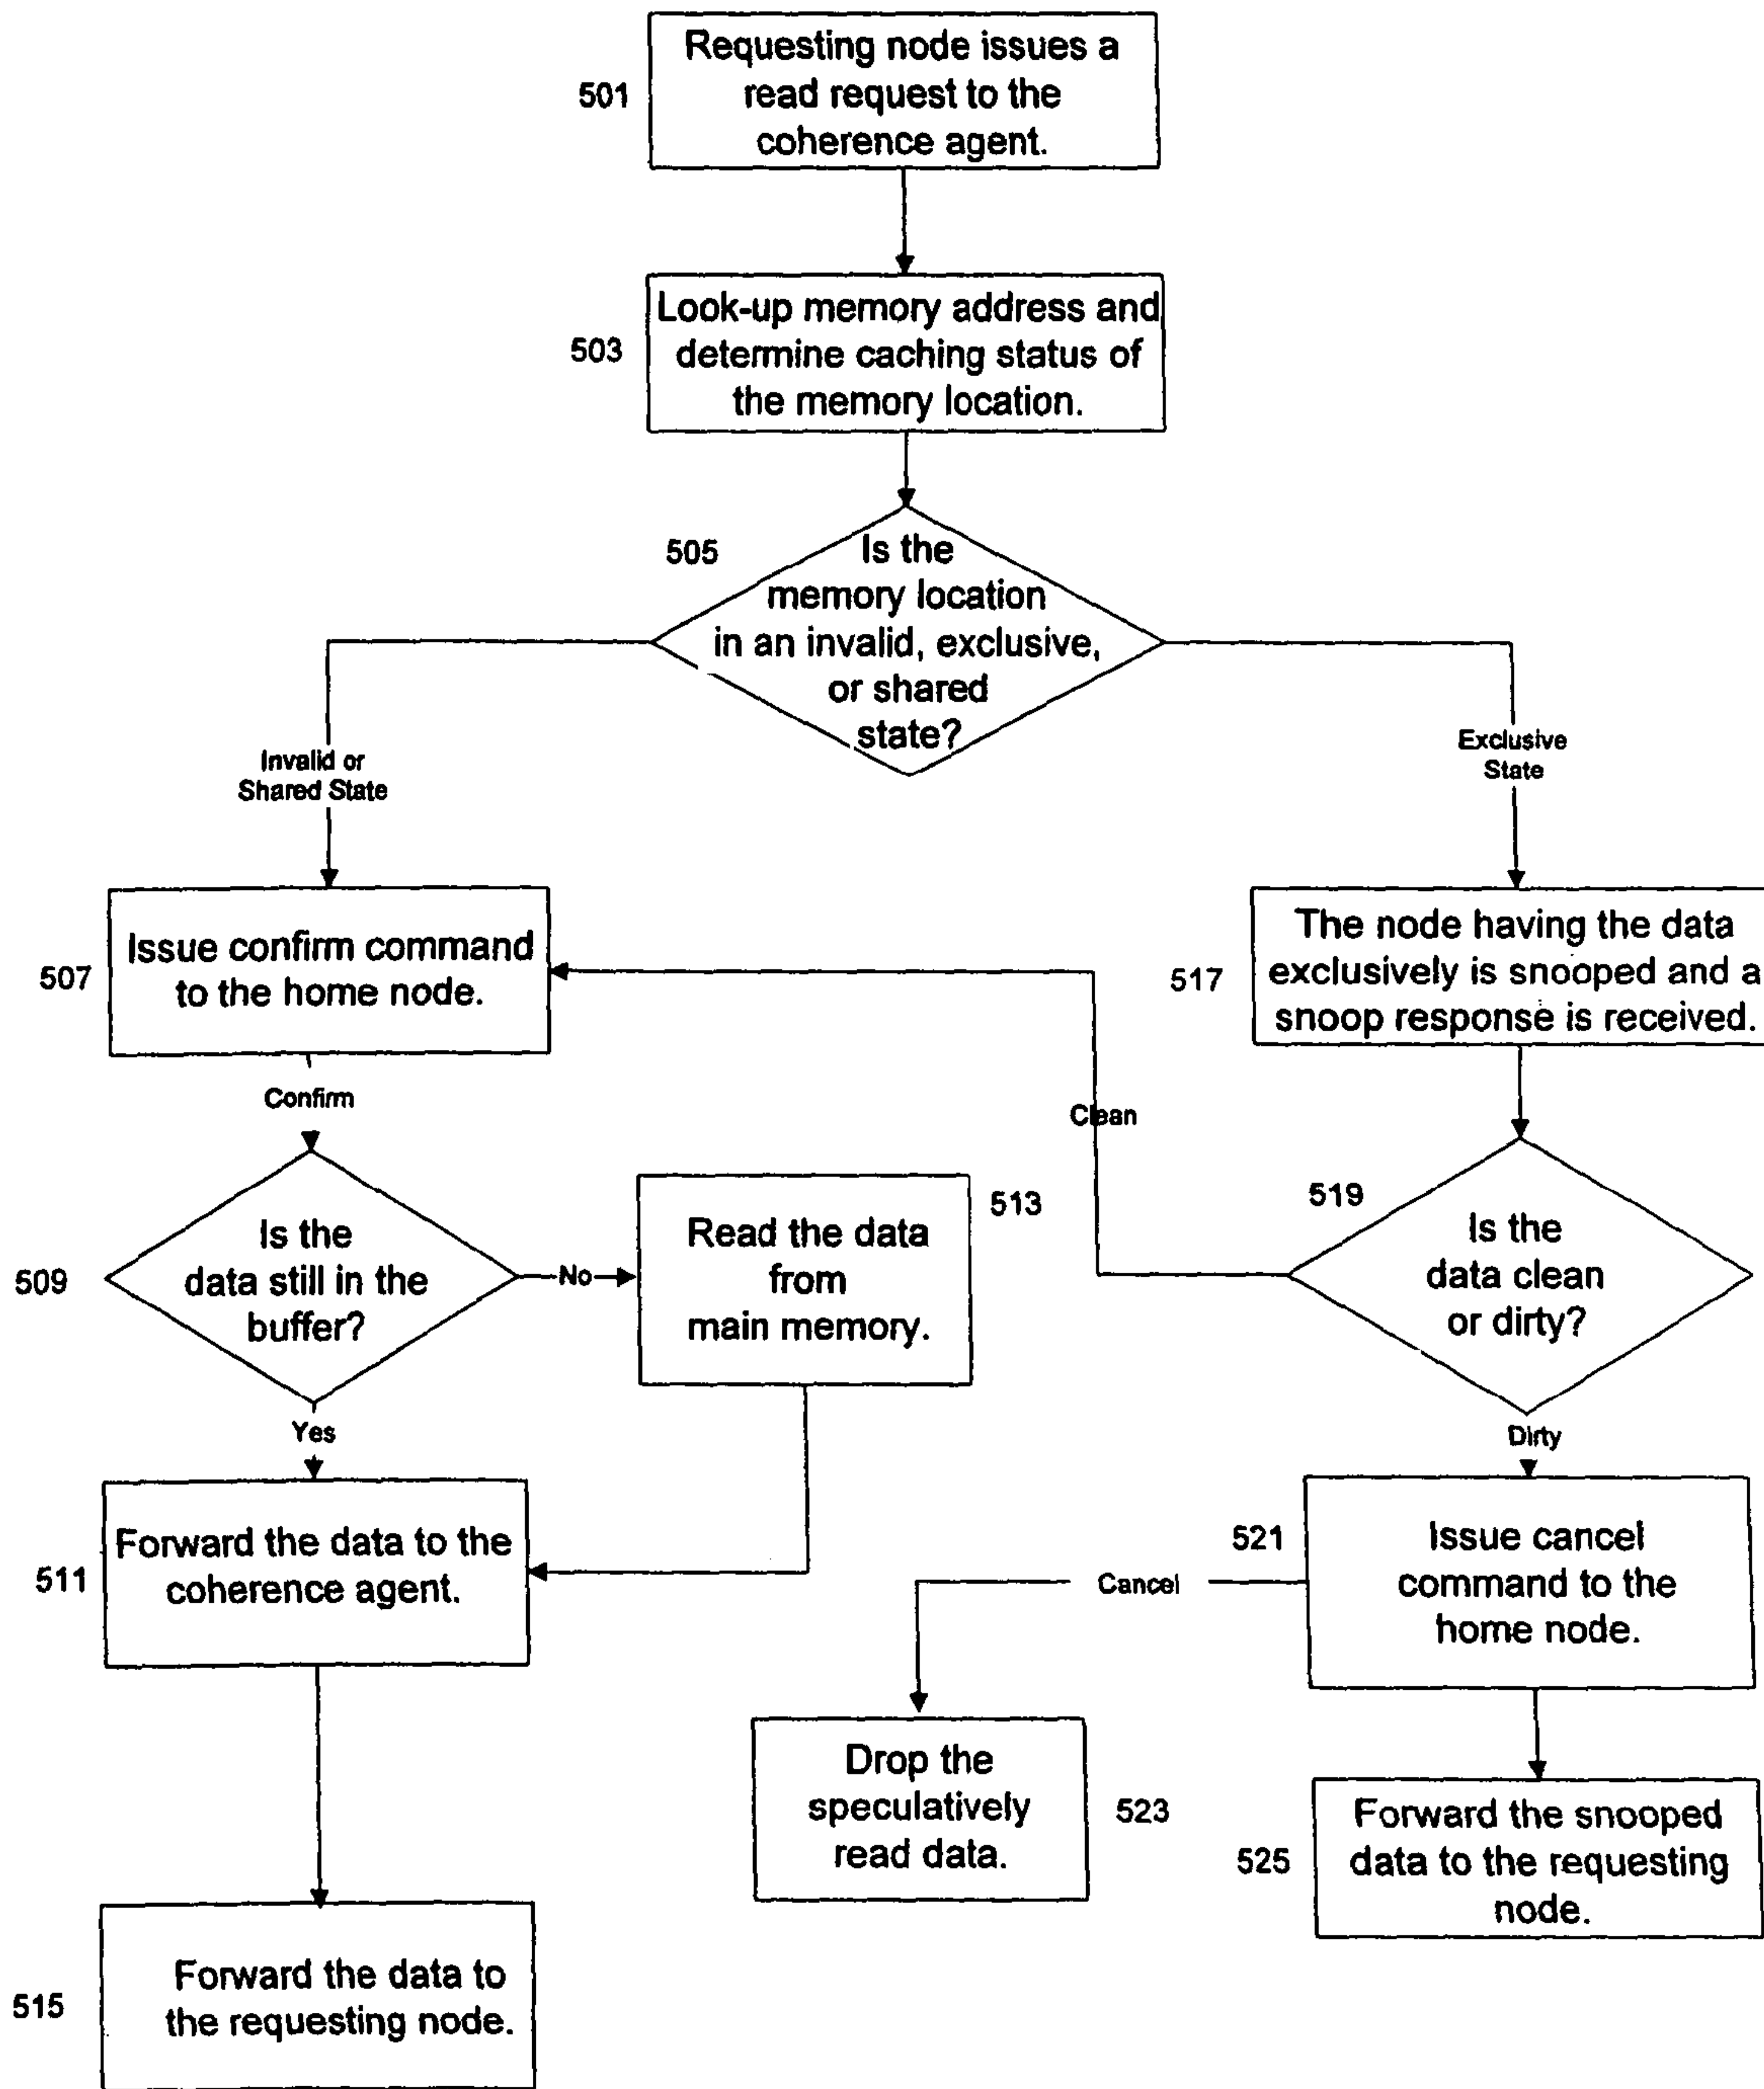 501
Requesting node issues a
read request to the
coherence agent.
503
Look-up memory address and
determine caching status of
the memory location.
505
Is the
memory location
in an invalid, exclusive,
or shared
state?
Invalid or
Shared State
Exclusive
State
507
Issue confirm command
to the home node.
517
The node having the data
exclusively is snooped and a
snoop response is received.
Confirm
Clean
509
Is the
data still in the
buffer?
No
513
Read the data
from
main memory.
519
Is the
data clean
or dirty?
Yes
Dirty
511
Forward the data to the
coherence agent.
521
Issue cancel
command to the
home node.
Cancel
523
Drop the
speculatively
read data.
525
Forward the snooped
data to the requesting
node.
515
Forward the data to
the requesting node.